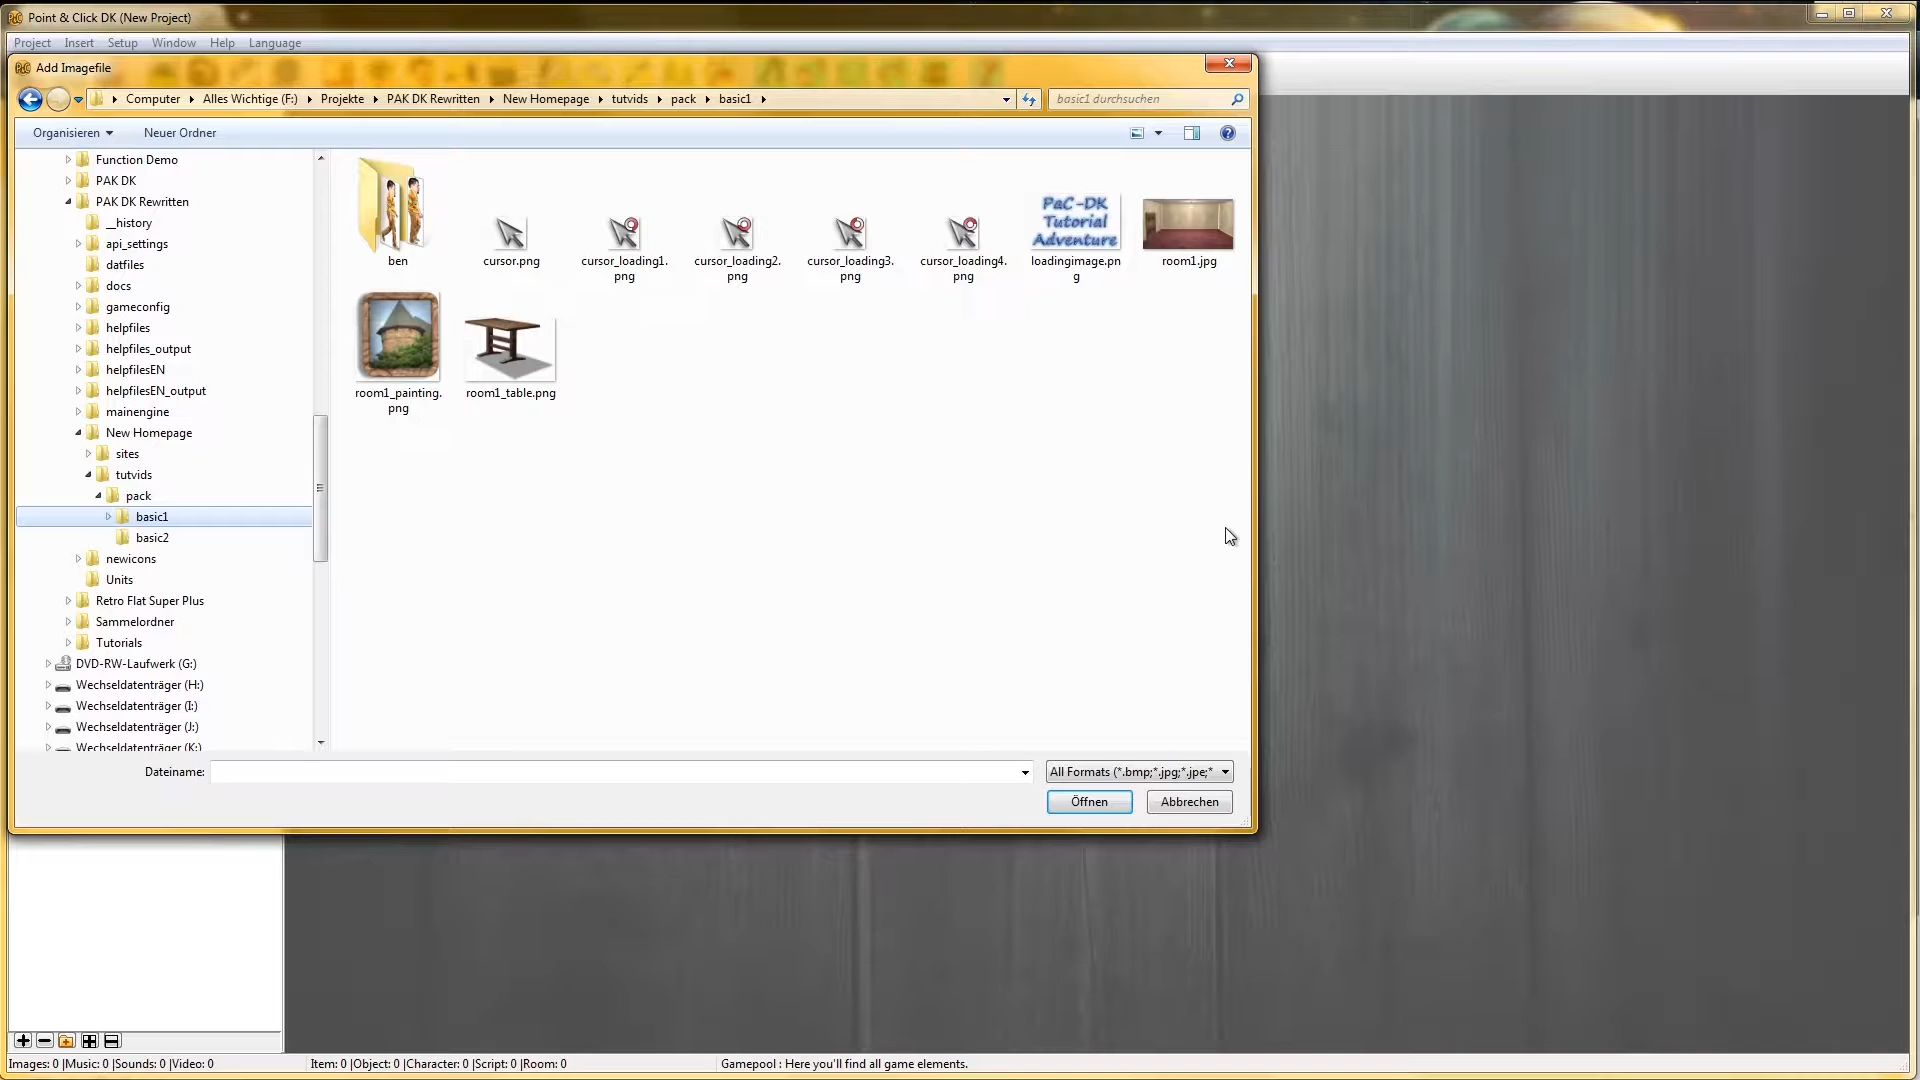 Point & Click DK (New Project)
Project Insert Setup Window Help Language
Add Imagefile
Computer Alles Wichtige (F:) Projekte PAK DK Rewritten New Homepage tutvids pack basic1
basic1 durchsuchen
Organisieren Neuer Ordner
Function Demo
PAK DK
PAK DK Rewritten
__history
api_settings
datfiles
docs
gameconfig
helpfiles
helpfiles_output
helpfilesEN
helpfilesEN_output
mainengine
New Homepage
sites
tutvids
pack
basic1
basic2
newicons
Units
Retro Flat Super Plus
Sammelordner
Tutorials
DVD-RW-Laufwerk (G:)
Wechseldatenträger (H:)
Wechseldatenträger (I:)
Wechseldatenträger (J:)
Wechseldatenträger (K:)
PaC-DK
Tutorial
Adventure
ben
cursor.png
cursor_loading1.
png
cursor_loading2.
png
cursor_loading3.
png
cursor_loading4.
png
loadingimage.pn
g
room1.jpg
room1_painting.
png
room1_table.png
Dateiname:
All Formats (*.bmp;*.jpg;*.jpe;*
Öffnen
Abbrechen
Images: 0 |Music: 0 |Sounds: 0 |Video: 0
Item: 0 |Object: 0 |Character: 0 |Script: 0 |Room: 0
Gamepool : Here you'll find all game elements.